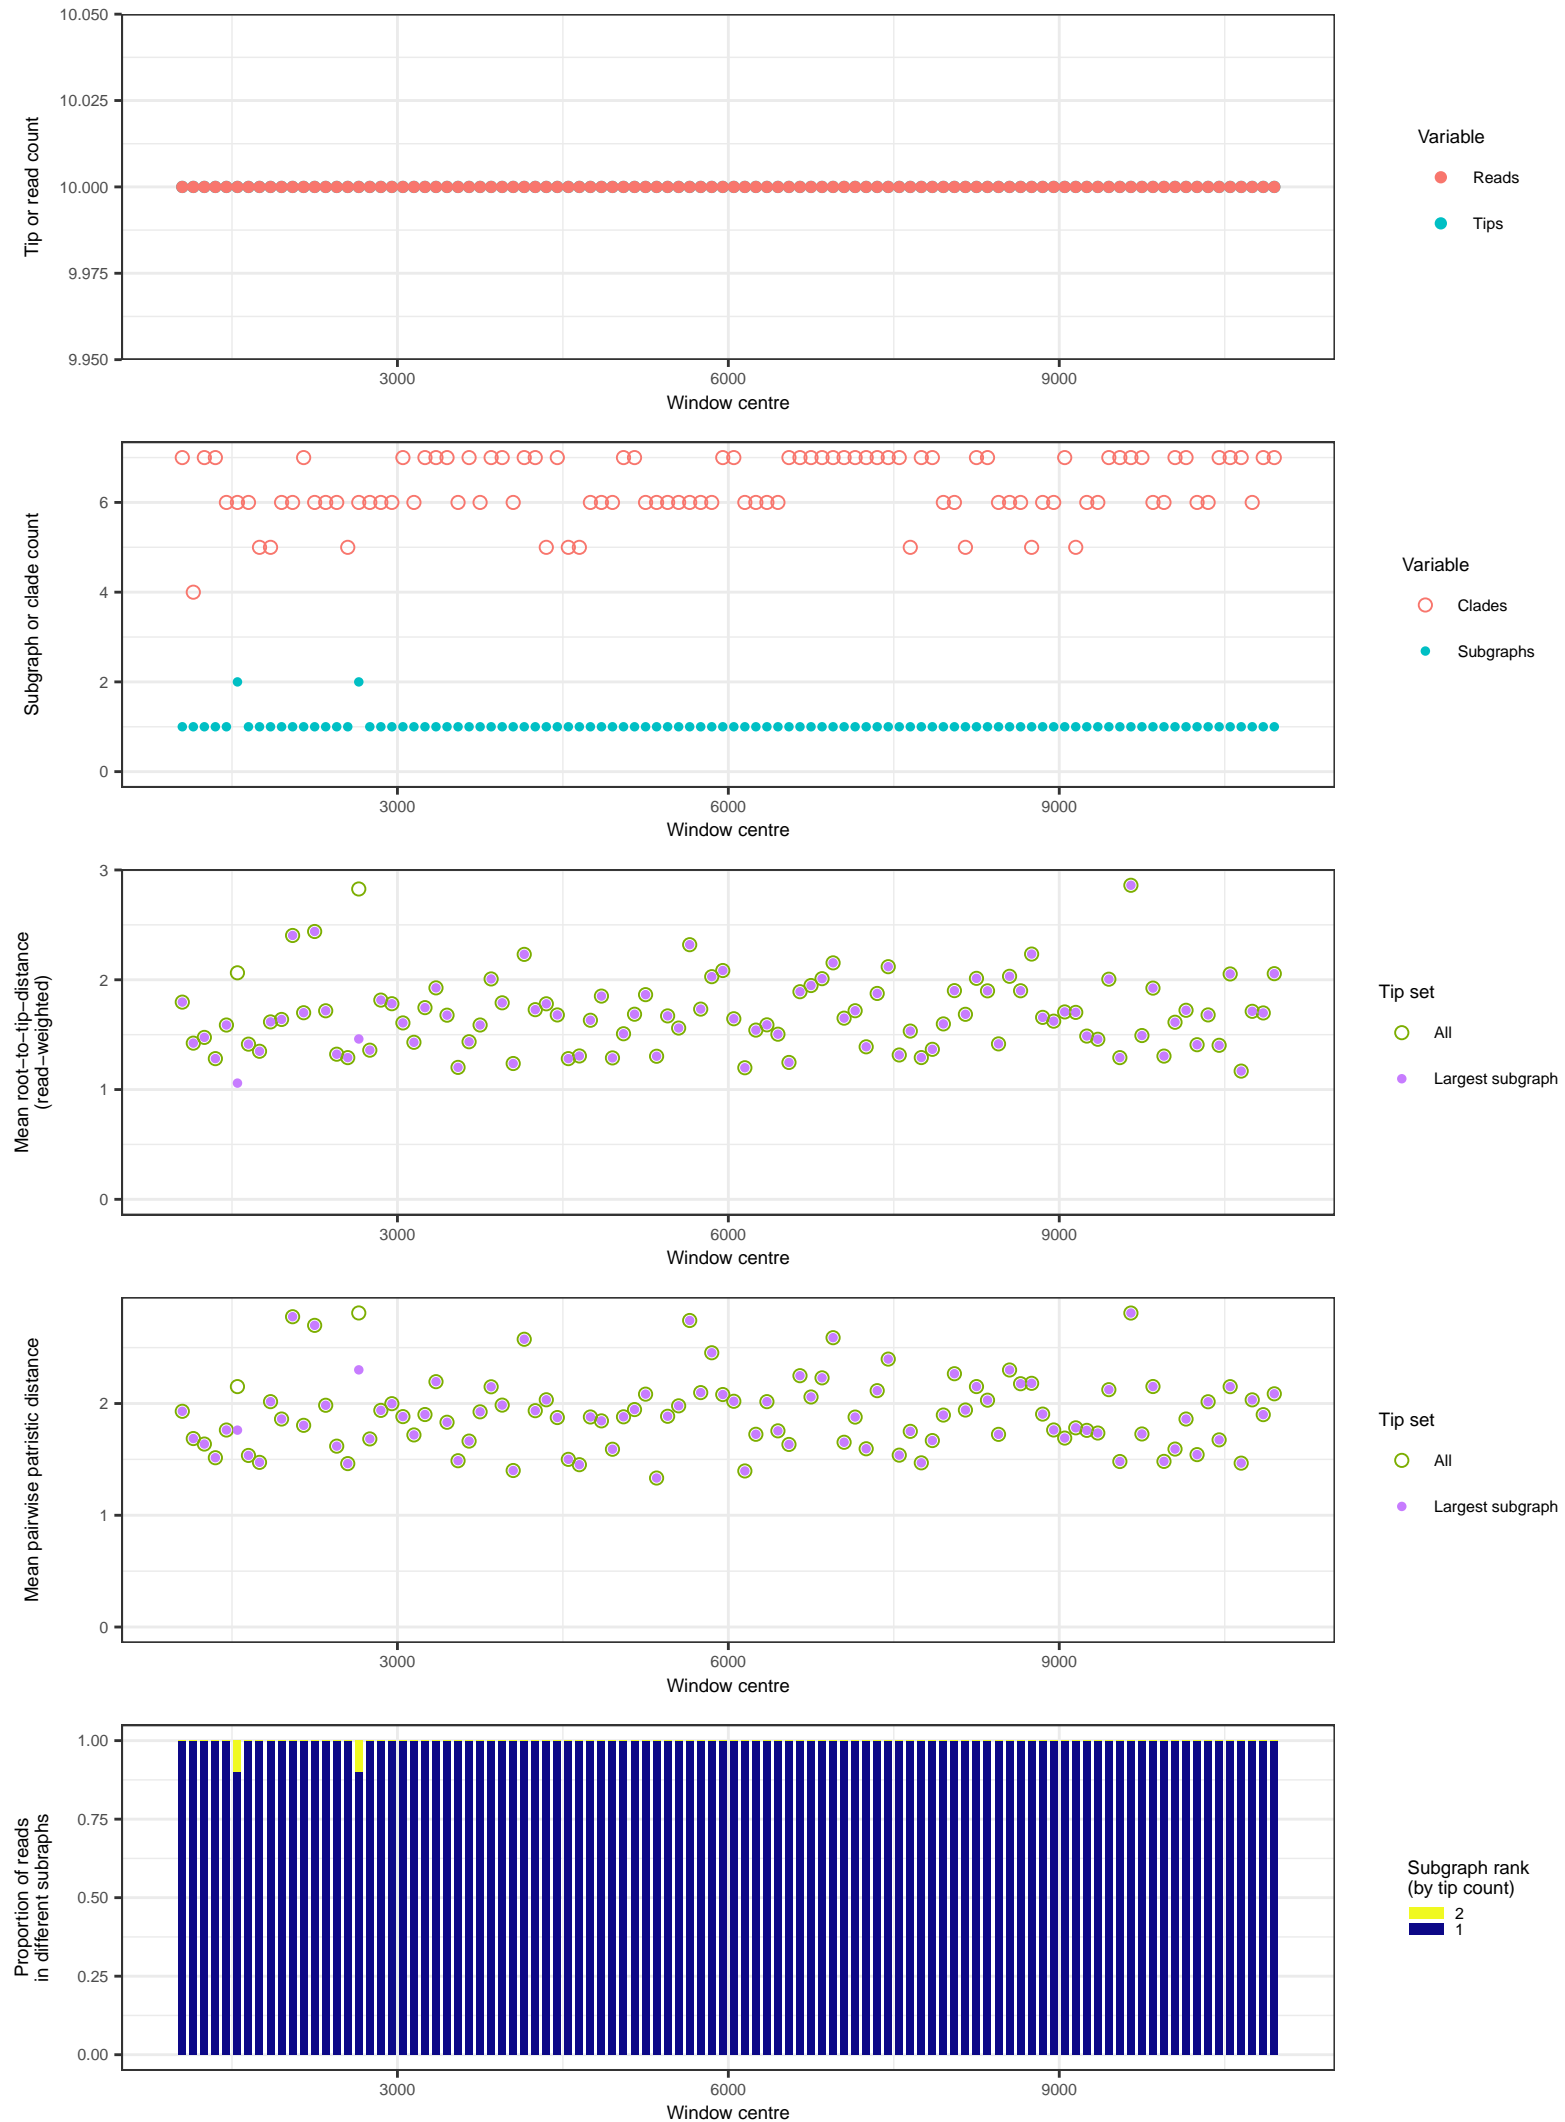 10.050
10.025
10.000
9.975
9.950
Tip or read count
3000
6000
9000
Window centre
Variable
Reads
Tips
6
4
2
0
Subgraph or clade count
3000
6000
9000
Window centre
Variable
Clades
Subgraphs
3
2
1
0
Mean root−to−tip−distance
(read−weighted)
3000
6000
9000
Window centre
Tip set
All
Largest subgraph
2
1
0
Mean pairwise patristic distance
3000
6000
9000
Window centre
Tip set
All
Largest subgraph
1.00
0.75
0.50
0.25
0.00
Proportion of reads
in different subraphs
3000
6000
9000
Window centre
Subgraph rank
(by tip count)
2
1